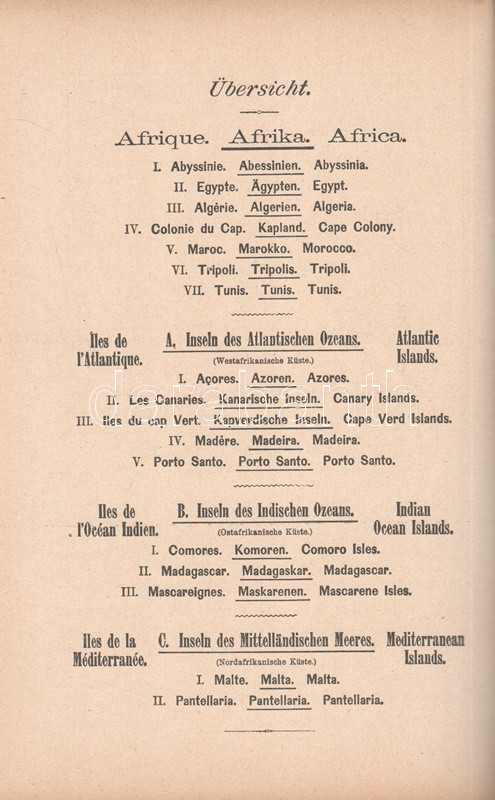 Übersicht.
Afrique. Afrika. Africa.
I. Abyssinie. Abessinien. Abyssinia.
II. Egypte. Ägypten. Egypt.
III. Algérie. Algerien. Algeria.
IV. Colonie du Cap. Kapland. Cape Colony.
V. Maroc. Marokko. Morocco.
VI. Tripoli. Tripolis. Tripoli.
VII. Tunis. Tunis. Tunis.
Iles de l'Atlantique. A. Inseln des Atlantischen Ozeans. Atlantic Islands.
(Westafrikanische Küste.)
I. Açores. Azoren. Azores.
II. Les Canaries. Kanarische Inseln. Canary Islands.
III. Iles du cap Vert. Kapverdische Inseln. Cape Verd Islands.
IV. Madère. Madeira. Madeira.
V. Porto Santo. Porto Santo. Porto Santo.
Iles de l'Océan Indien. B. Inseln des Indischen Ozeans. Indian Ocean Islands.
(Ostafrikanische Küste.)
I. Comores. Komoren. Comoro Isles.
II. Madagascar. Madagaskar. Madagascar.
III. Mascareignes. Maskarenen. Mascarene Isles.
Iles de la Méditerranée. C. Inseln des Mittelländischen Meeres. Mediterranean Islands.
(Nordafrikanische Küste.)
I. Malte. Malta. Malta.
II. Pantellaria. Pantellaria. Pantellaria.
darabanth